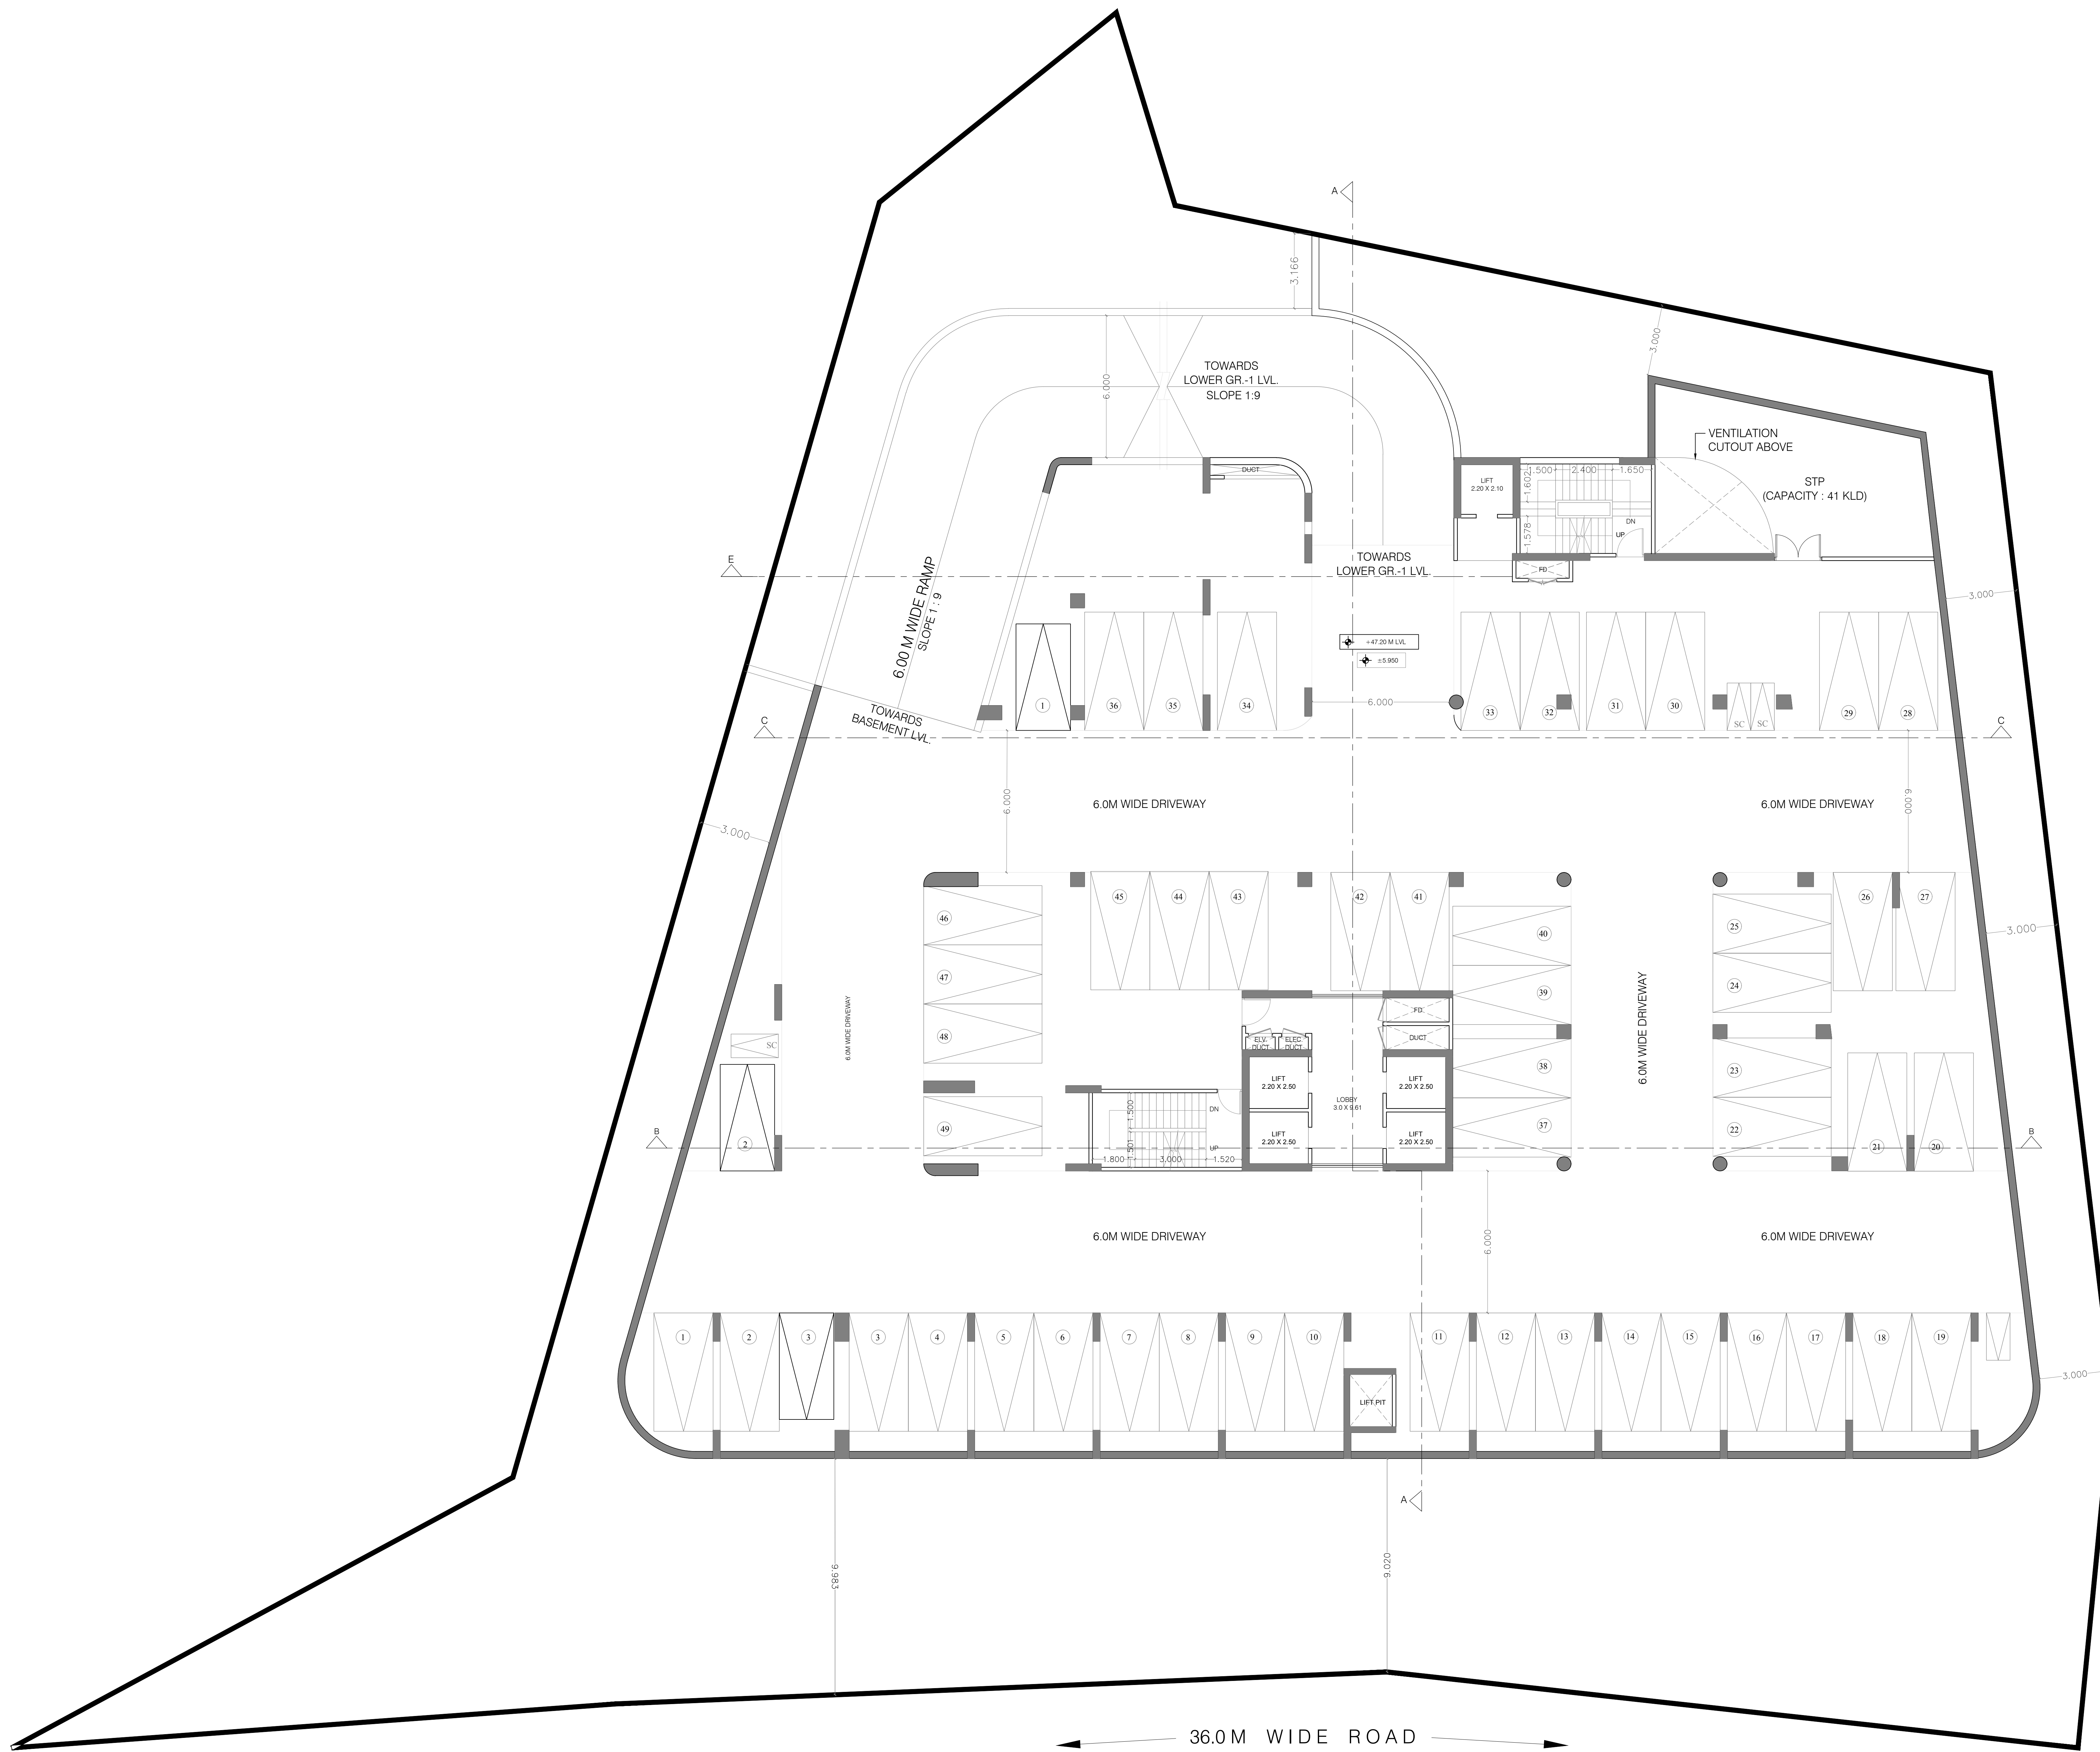 A
3.166
3.000
TOWARDS
LOWER GR.-1 LVL.
SLOPE 1:9
6.000
VENTILATION
CUTOUT ABOVE
STP
(CAPACITY : 41 KLD)
DUCT
LIFT
2.20 X 2.10
1.500
2.400
1.650
1.602
1.578
DN
UP
FD
E
TOWARDS
LOWER GR.-1 LVL.
6.00 M WIDE RAMP
SLOPE 1 : 9
3.000
+47.20 M LVL
±5.950
6.000
1
36
35
34
33
32
31
30
SC
SC
29
28
TOWARDS
BASEMENT LVL.
C
C
6.000
6.0M WIDE DRIVEWAY
6.0M WIDE DRIVEWAY
6.000
3.000
46
45
44
43
42
41
40
25
26
27
3.000
47
39
24
6.0M WIDE DRIVEWAY
6.0M WIDE DRIVEWAY
SC
48
ELV.
DUCT
ELEC
DUCT
FD
DUCT
38
23
LIFT
2.20 X 2.50
LIFT
2.20 X 2.50
LOBBY
3.0 X 9.61
LIFT
2.20 X 2.50
LIFT
2.20 X 2.50
49
1.500
1.501
DN
UP
1.800
3.000
1.520
37
22
21
20
2
B
B
6.0M WIDE DRIVEWAY
6.000
6.0M WIDE DRIVEWAY
1
2
3
3
4
5
6
7
8
9
10
11
12
13
14
15
16
17
18
19
LIFT PIT
3.000
A
9.983
9.020
36.0 M WIDE ROAD